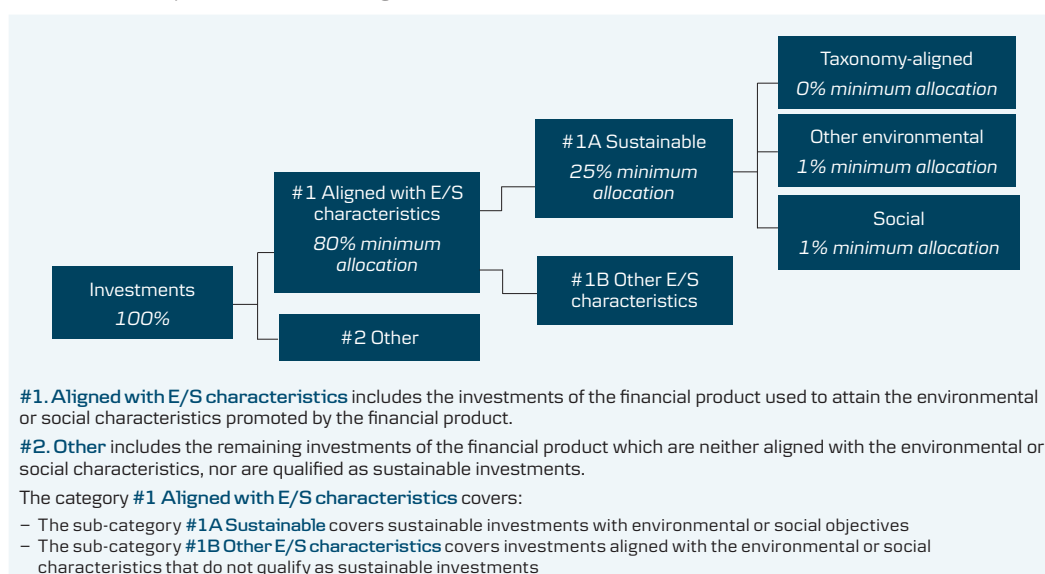 Taxonomy-aligned
0% minimum allocation
Other environmental
1% minimum allocation
Social
1% minimum allocation
#1A Sustainable
25% minimum
allocation
#1B Other E/S
characteristics
#1 Aligned with E/S
characteristics
80% minimum
allocation
#2 Other
Investments
100%
#1. Aligned with E/S characteristics includes the investments of the financial product used to attain the environmental
or social characteristics promoted by the financial product.
#2. Other includes the remaining investments of the financial product which are neither aligned with the environmental or
social characteristics, nor are qualified as sustainable investments.
The category #1 Aligned with E/S characteristics covers:
– The sub-category #1A Sustainable covers sustainable investments with environmental or social objectives
– The sub-category #1B Other E/S characteristics covers investments aligned with the environmental or social
characteristics that do not qualify as sustainable investments